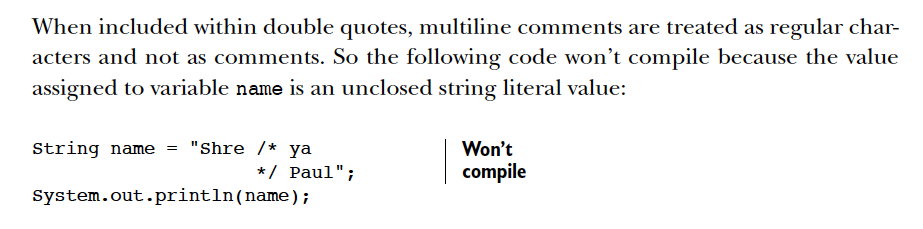 When included within double quotes, multiline comments are treated as regular char-
acters and not as comments. So the following code won’t compile because the value
assigned to variable name is an unclosed string literal value:
String name = "Shre /* ya
*/ Paul";
System.out.println(name);
Won’t
compile